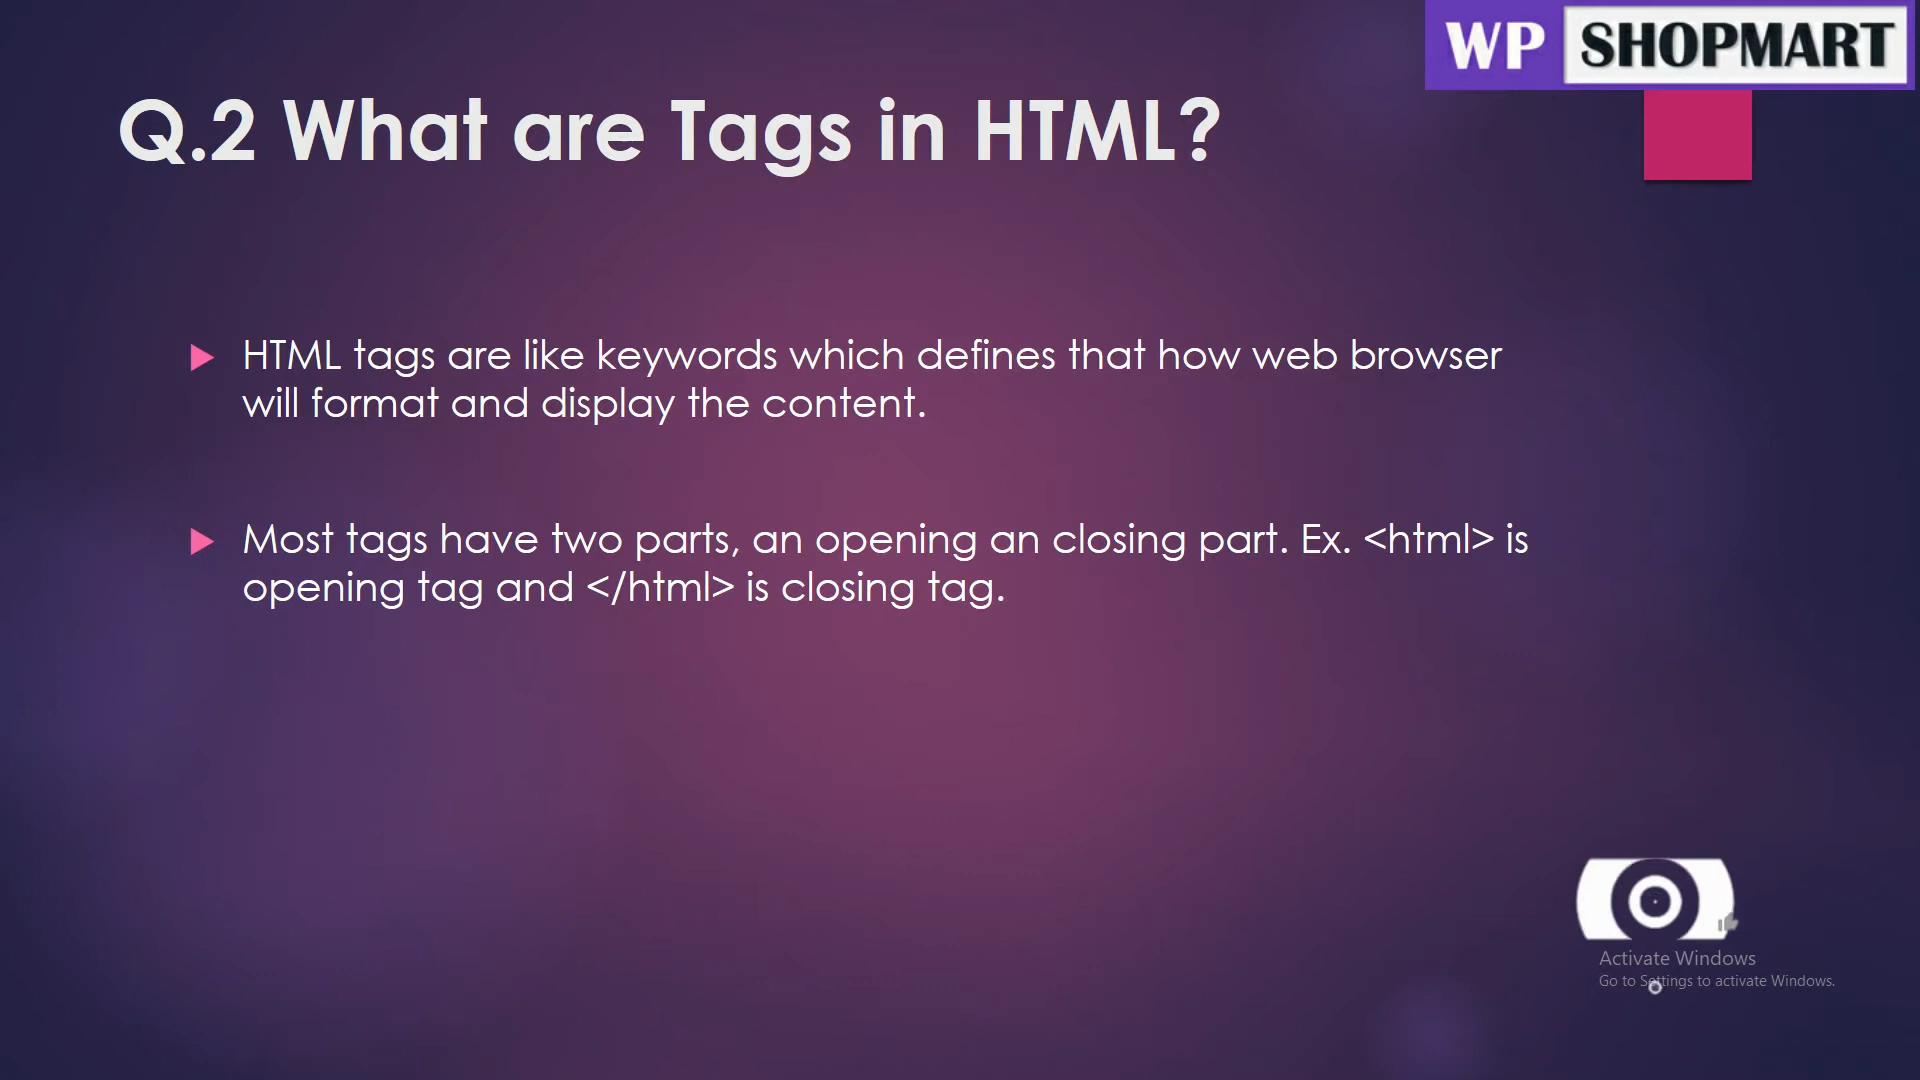 WP SHOPMART
Q.2 What are Tags in HTML?
HTML tags are like keywords which defines that how web browser
will format and display the content.
Most tags have two parts, an opening an closing part. Ex. <html> is
opening tag and </html> is closing tag.
Activate Windows
Go to Settings to activate Windows.